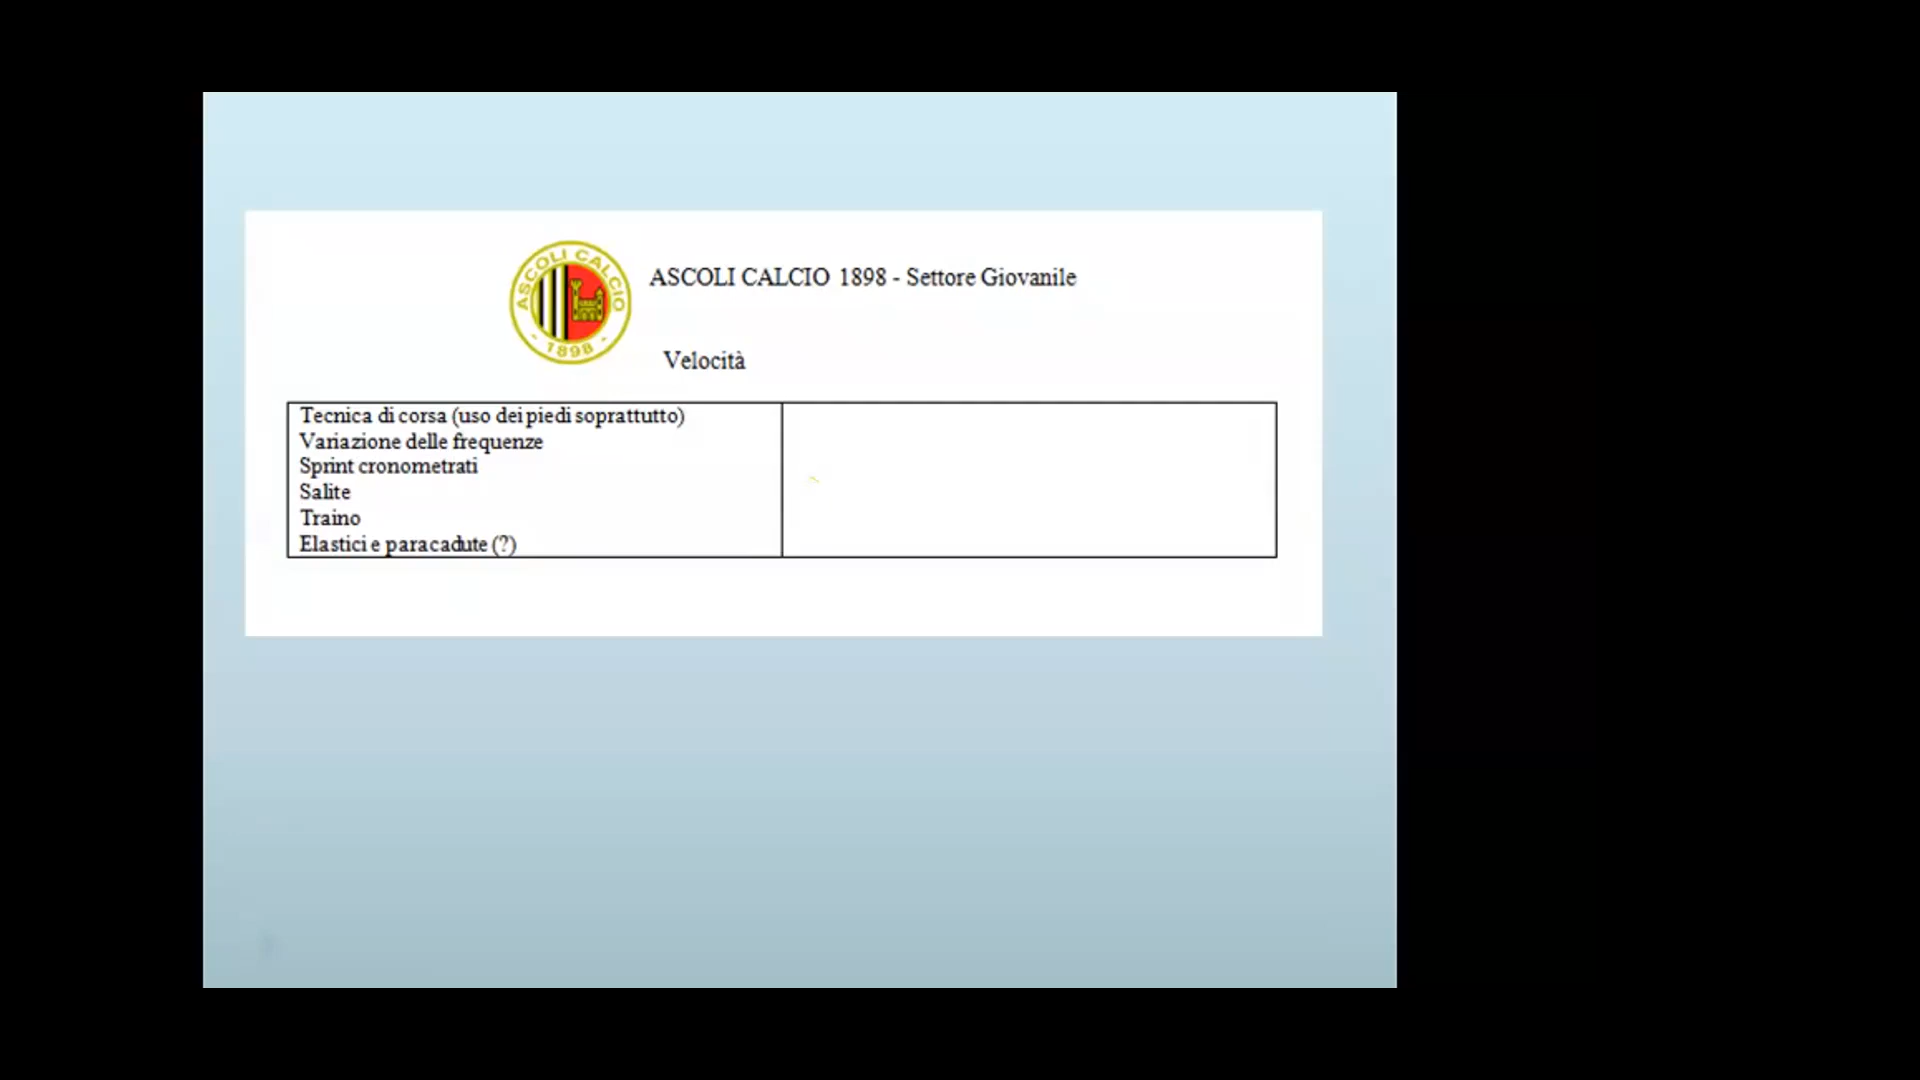 ASCOLI CALCIO
- 1898 -
ASCOLI CALCIO 1898 - Settore Giovanile
Velocità
Tecnica di corsa (uso dei piedi soprattutto)
Variazione delle frequenze
Sprint cronometrati
Salite
Traino
Elastici e paracadute (?)